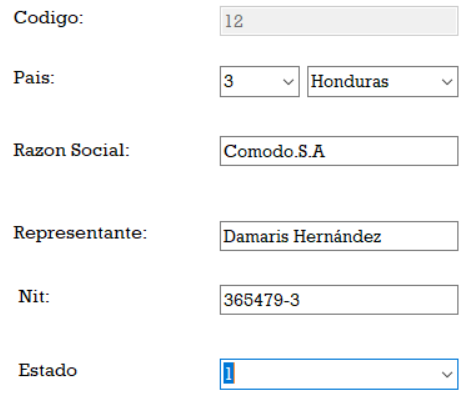 Codigo: 12
Pais: 3 Honduras
Razon Social: Comodo.S.A
Representante: Damaris Hernández
Nit: 365479-3
Estado 1